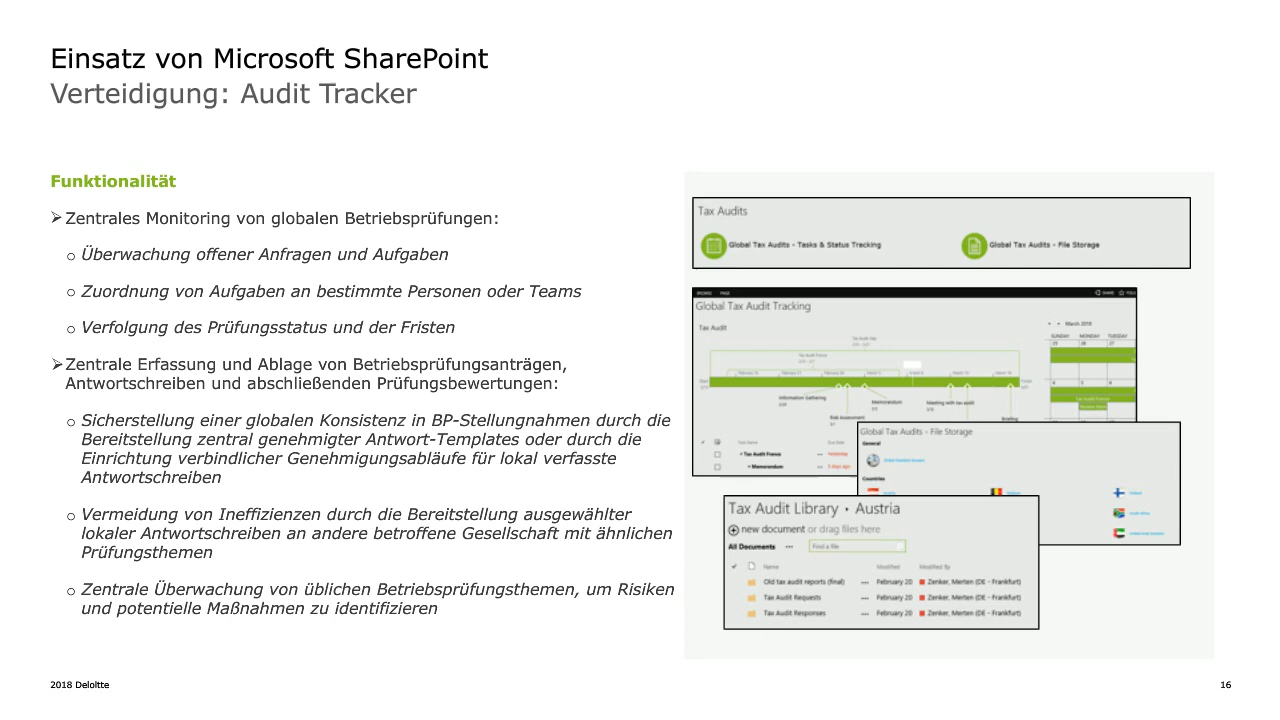 Einsatz von Microsoft SharePoint
Verteidigung: Audit Tracker
Funktionalität
Zentrales Monitoring von globalen Betriebsprüfungen:
Überwachung offener Anfragen und Aufgaben
Zuordnung von Aufgaben an bestimmte Personen oder Teams
Verfolgung des Prüfungsstatus und der Fristen
Zentrale Erfassung und Ablage von Betriebsprüfungsanträgen,
Antwortschreiben und abschließenden Prüfungsbewertungen:
Sicherstellung einer globalen Konsistenz in BP-Stellungnahmen durch die
Bereitstellung zentral genehmigter Antwort-Templates oder durch die
Einrichtung verbindlicher Genehmigungsabläufe für lokal verfasste
Antwortschreiben
Vermeidung von Ineffizienzen durch die Bereitstellung ausgewählter
lokaler Antwortschreiben an andere betroffene Gesellschaft mit ähnlichen
Prüfungsthemen
Zentrale Überwachung von üblichen Betriebsprüfungsthemen, um Risiken
und potentielle Maßnahmen zu identifizieren
Tax Audits
Global Tax Audits - Tasks & Status Tracking
Global Tax Audits - File Storage
BROWSE PAGE
SHARE
Global Tax Audit Tracking
Tax Audit
March 2018
SUNDAY MONDAY TUESDAY
25 26 27
4 5 6
Information Gathering
Memorandum
Meeting with tax audit
Risk Assessment
Briefing
Task Name Due Date
Tax Audit France ••• Yesterday
Memorandum ••• 5 days ago
Global Tax Audits - File Storage
General
Countries
Tax Audit Library • Austria
new document or drag files here
All Documents ••• Find a file
Name Modified Modified By
Old tax audit reports (final) ••• February 20 Zenker, Merten (DE - Frankfurt)
Tax Audit Requests ••• February 20 Zenker, Merten (DE - Frankfurt)
Tax Audit Responses ••• February 20 Zenker, Merten (DE - Frankfurt)
2018 Deloitte
16